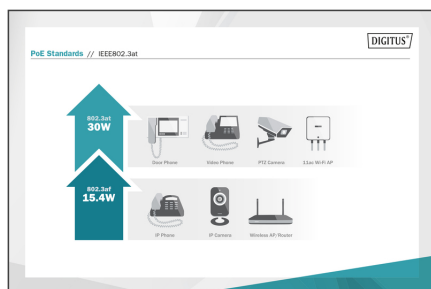 DIGITUS®
PoE Standards // IEEE802.3at
802.3at
30W
Door Phone Video Phone PTZ Camera 11ac Wi-Fi AP
802.3af
15.4W
IP Phone IP Camera Wireless AP/Router